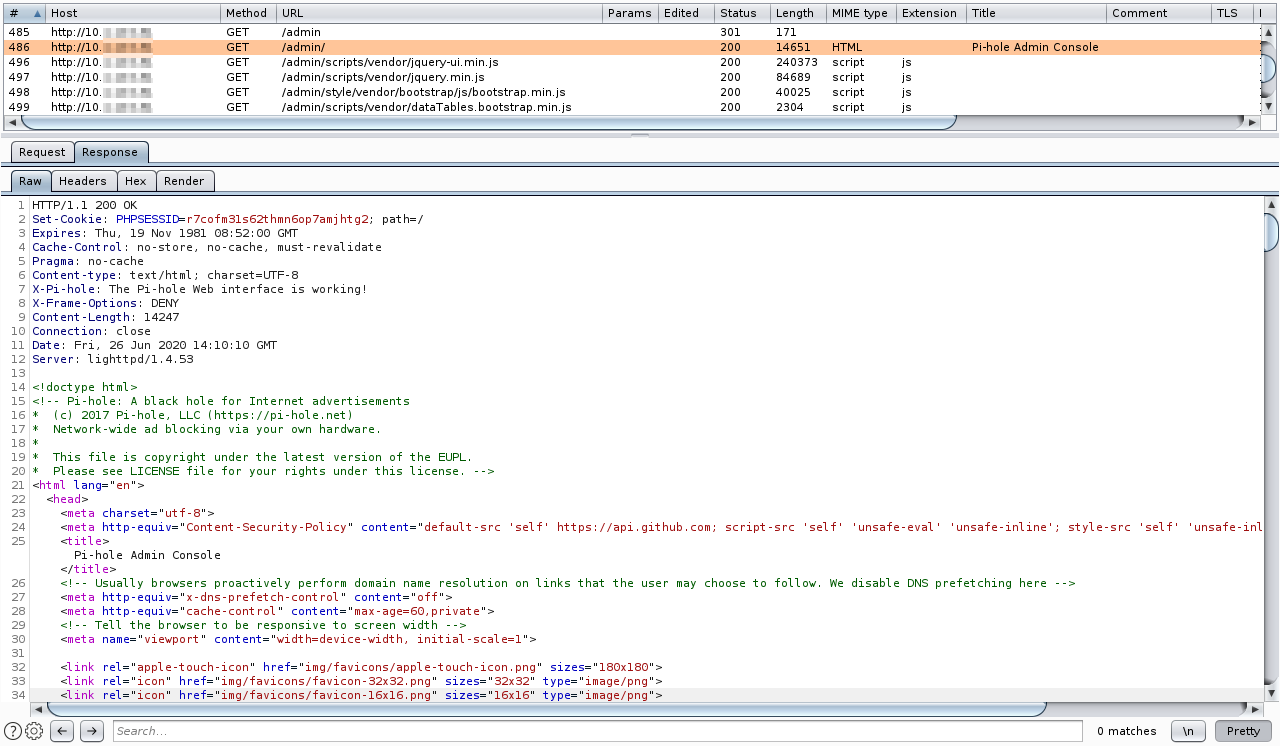 # Host Method URL Params Edited Status Length MIME type Extension Title Comment TLS
485 http://10. GET /admin 301 171
486 http://10. GET /admin/ 200 14651 HTML Pi-hole Admin Console
496 http://10. GET /admin/scripts/vendor/jquery-ui.min.js 200 240373 script js
497 http://10. GET /admin/scripts/vendor/jquery.min.js 200 84689 script js
498 http://10. GET /admin/style/vendor/bootstrap/js/bootstrap.min.js 200 40025 script js
499 http://10. GET /admin/scripts/vendor/dataTables.bootstrap.min.js 200 2304 script js
Request Response
Raw Headers Hex Render
1 HTTP/1.1 200 OK
2 Set-Cookie: PHPSESSID=r7cofm31s62thmn6op7amjhtg2; path=/
3 Expires: Thu, 19 Nov 1981 08:52:00 GMT
4 Cache-Control: no-store, no-cache, must-revalidate
5 Pragma: no-cache
6 Content-type: text/html; charset=UTF-8
7 X-Pi-hole: The Pi-hole Web interface is working!
8 X-Frame-Options: DENY
9 Content-Length: 14247
10 Connection: close
11 Date: Fri, 26 Jun 2020 14:10:10 GMT
12 Server: lighttpd/1.4.53
13
14 <!doctype html>
15 <!-- Pi-hole: A black hole for Internet advertisements
16 *  (c) 2017 Pi-hole, LLC (https://pi-hole.net)
17 *  Network-wide ad blocking via your own hardware.
18 *
19 *  This file is copyright under the latest version of the EUPL.
20 *  Please see LICENSE file for your rights under this license. -->
21 <html lang="en">
22 <head>
23 <meta charset="utf-8">
24 <meta http-equiv="Content-Security-Policy" content="default-src 'self' https://api.github.com; script-src 'self' 'unsafe-eval' 'unsafe-inline'; style-src 'self' 'unsafe-inl
25 <title>
Pi-hole Admin Console
</title>
26 <!-- Usually browsers proactively perform domain name resolution on links that the user may choose to follow. We disable DNS prefetching here -->
27 <meta http-equiv="x-dns-prefetch-control" content="off">
28 <meta http-equiv="cache-control" content="max-age=60,private">
29 <!-- Tell the browser to be responsive to screen width -->
30 <meta name="viewport" content="width=device-width, initial-scale=1">
31
32 <link rel="apple-touch-icon" href="img/favicons/apple-touch-icon.png" sizes="180x180">
33 <link rel="icon" href="img/favicons/favicon-32x32.png" sizes="32x32" type="image/png">
34 <link rel="icon" href="img/favicons/favicon-16x16.png" sizes="16x16" type="image/png">
Search... 0 matches \n Pretty